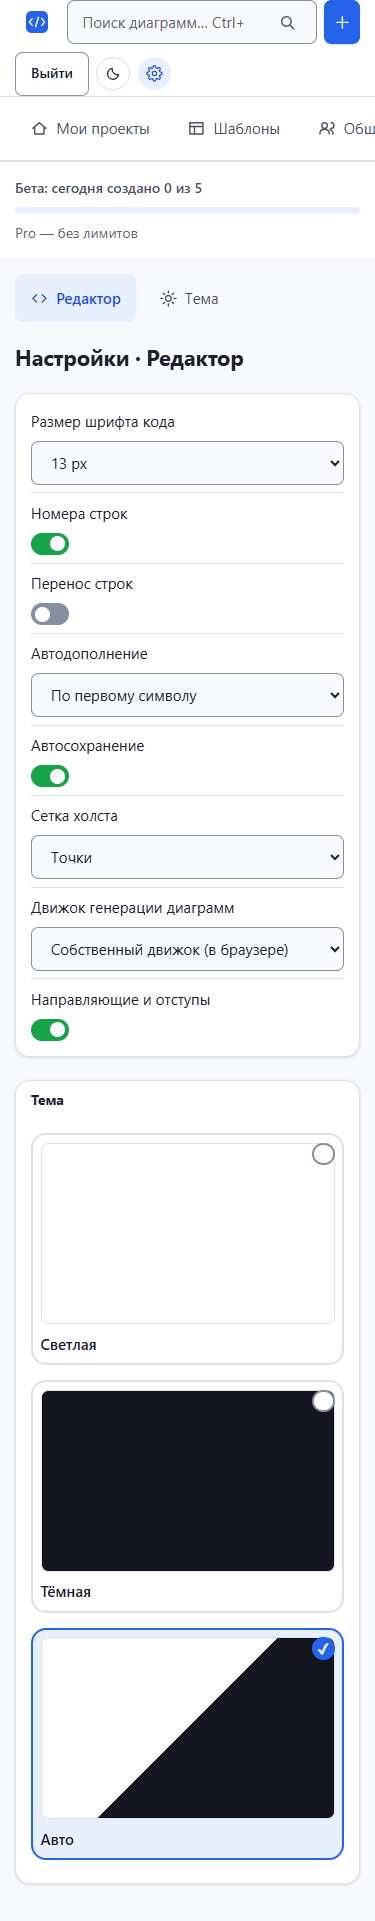 Поиск диаграмм... Ctrl+
Выйти
Мои проекты
Шаблоны
Общ
Бета: сегодня создано 0 из 5
Pro — без лимитов
Редактор
Тема
Настройки · Редактор
Размер шрифта кода
13 px
Номера строк
Перенос строк
Автодополнение
По первому символу
Автосохранение
Сетка холста
Точки
Движок генерации диаграмм
Собственный движок (в браузере)
Направляющие и отступы
Тема
Светлая
Тёмная
Авто